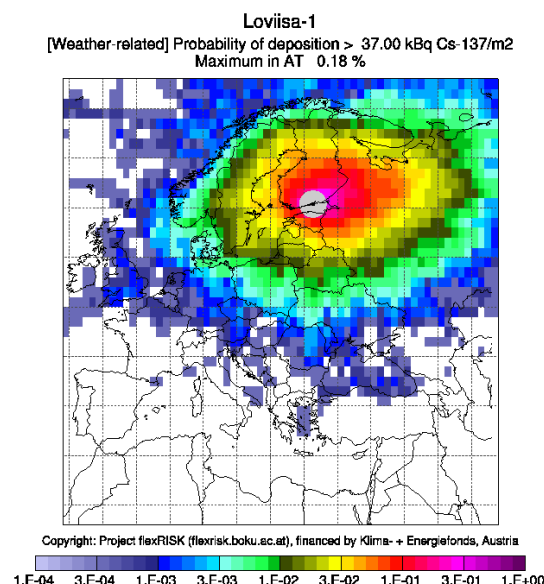 Loviisa-1
[Weather-related] Probability of deposition > 37.00 kBq Cs-137/m2
Maximum in AT 0.18 %
Copyright: Project flexRISK (flexrisk.boku.ac.at), financed by Klima- + Energiefonds, Austria
1.E-04 3.E-04 1.E-03 3.E-03 1.E-02 3.E-02 1.E-01 3.E-01 1.E+00